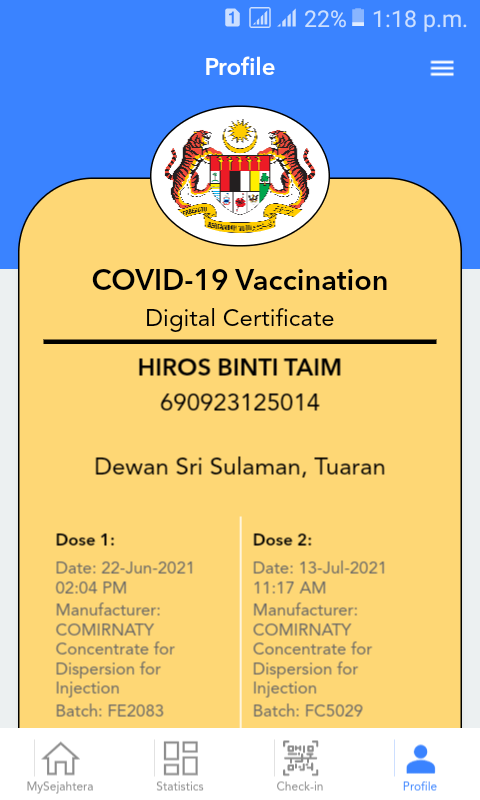 1 22% 1:18 p.m.
Profile
COVID-19 Vaccination
Digital Certificate
HIROS BINTI TAIM
690923125014
Dewan Sri Sulaman, Tuaran
Dose 1:
Date: 22-Jun-2021
02:04 PM
Manufacturer:
COMIRNATY
Concentrate for
Dispersion for
Injection
Batch: FE2083
Dose 2:
Date: 13-Jul-2021
11:17 AM
Manufacturer:
COMIRNATY
Concentrate for
Dispersion for
Injection
Batch: FC5029
MySejahtera
Statistics
Check-in
Profile